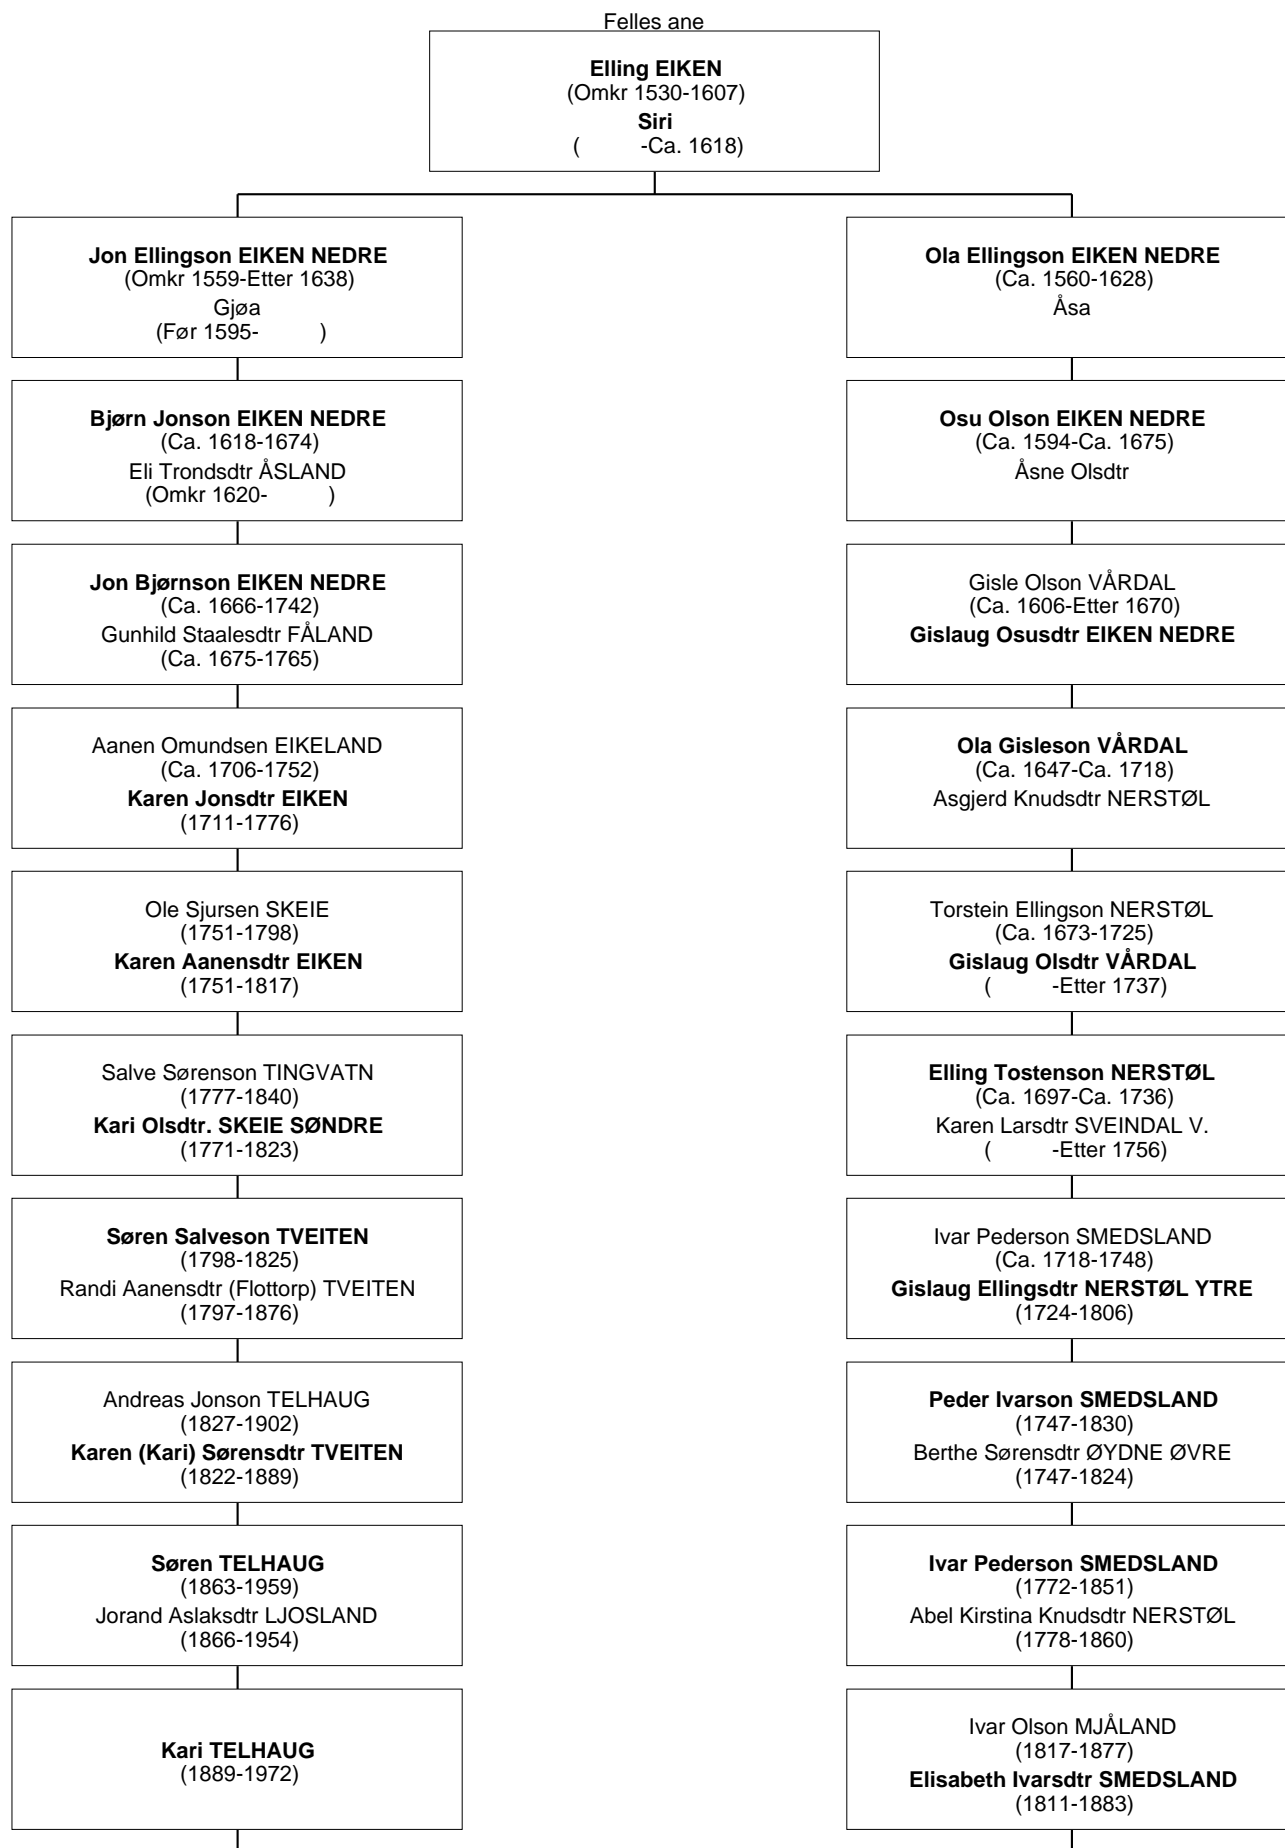 Felles ane
Elling EIKEN
(Omkr 1530-1607)
Siri
( -Ca. 1618)
Jon Ellingson EIKEN NEDRE
(Omkr 1559-Etter 1638)
Gjøa
(Før 1595- )
Bjørn Jonson EIKEN NEDRE
(Ca. 1618-1674)
Eli Trondsdtr ÅSLAND
(Omkr 1620- )
Jon Bjørnson EIKEN NEDRE
(Ca. 1666-1742)
Gunhild Staalesdtr FÅLAND
(Ca. 1675-1765)
Aanen Omundsen EIKELAND
(Ca. 1706-1752)
Karen Jonsdtr EIKEN
(1711-1776)
Ole Sjursen SKEIE
(1751-1798)
Karen Aanensdtr EIKEN
(1751-1817)
Salve Sørenson TINGVATN
(1777-1840)
Kari Olsdtr. SKEIE SØNDRE
(1771-1823)
Søren Salveson TVEITEN
(1798-1825)
Randi Aanensdtr (Flottorp) TVEITEN
(1797-1876)
Andreas Jonson TELHAUG
(1827-1902)
Karen (Kari) Sørensdtr TVEITEN
(1822-1889)
Søren TELHAUG
(1863-1959)
Jorand Aslaksdtr LJOSLAND
(1866-1954)
Kari TELHAUG
(1889-1972)
Ola Ellingson EIKEN NEDRE
(Ca. 1560-1628)
Åsa
Osu Olson EIKEN NEDRE
(Ca. 1594-Ca. 1675)
Åsne Olsdtr
Gisle Olson VÅRDAL
(Ca. 1606-Etter 1670)
Gislaug Osusdtr EIKEN NEDRE
Ola Gisleson VÅRDAL
(Ca. 1647-Ca. 1718)
Asgjerd Knudsdtr NERSTØL
Torstein Ellingson NERSTØL
(Ca. 1673-1725)
Gislaug Olsdtr VÅRDAL
( -Etter 1737)
Elling Tostenson NERSTØL
(Ca. 1697-Ca. 1736)
Karen Larsdtr SVEINDAL V.
( -Etter 1756)
Ivar Pederson SMEDSLAND
(Ca. 1718-1748)
Gislaug Ellingsdtr NERSTØL YTRE
(1724-1806)
Peder Ivarson SMEDSLAND
(1747-1830)
Berthe Sørensdtr ØYDNE ØVRE
(1747-1824)
Ivar Pederson SMEDSLAND
(1772-1851)
Abel Kirstina Knudsdtr NERSTØL
(1778-1860)
Ivar Olson MJÅLAND
(1817-1877)
Elisabeth Ivarsdtr SMEDSLAND
(1811-1883)